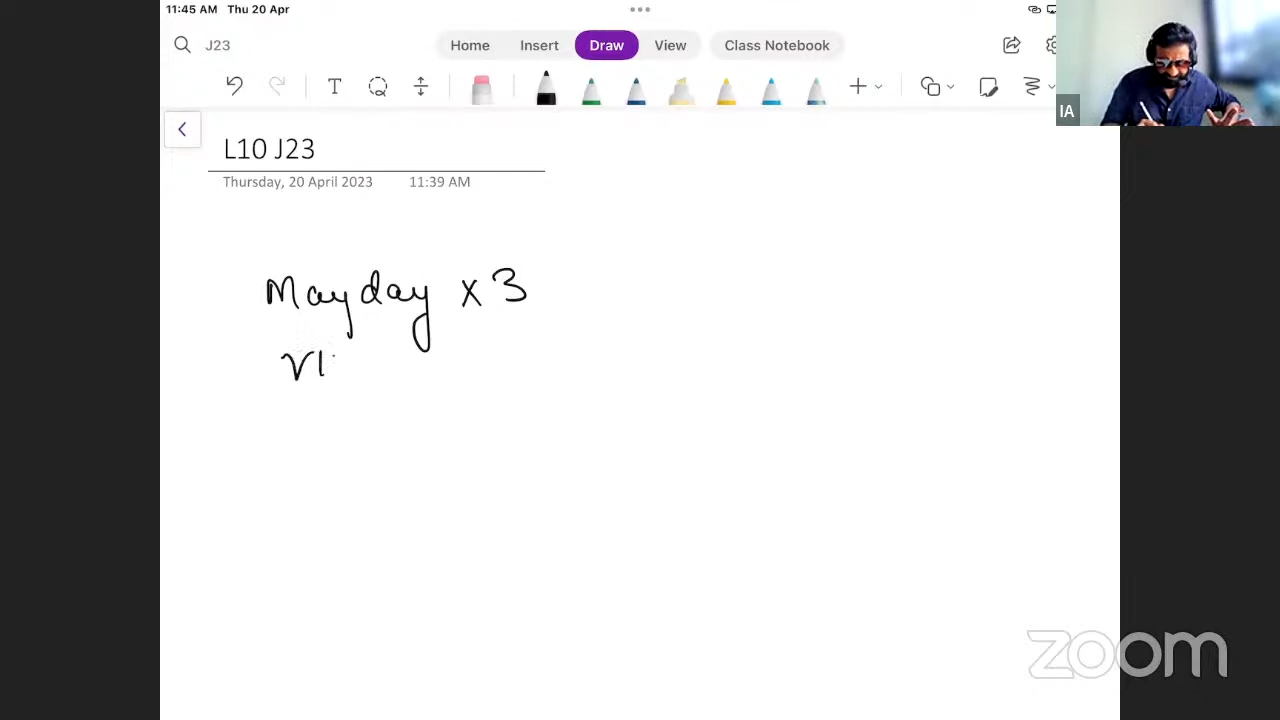 11:45 AM Thu 20 Apr
J23
Home Insert Draw View Class Notebook
T
IA
L10 J23
Thursday, 20 April 2023 11:39 AM
Mayday x 3
zoom